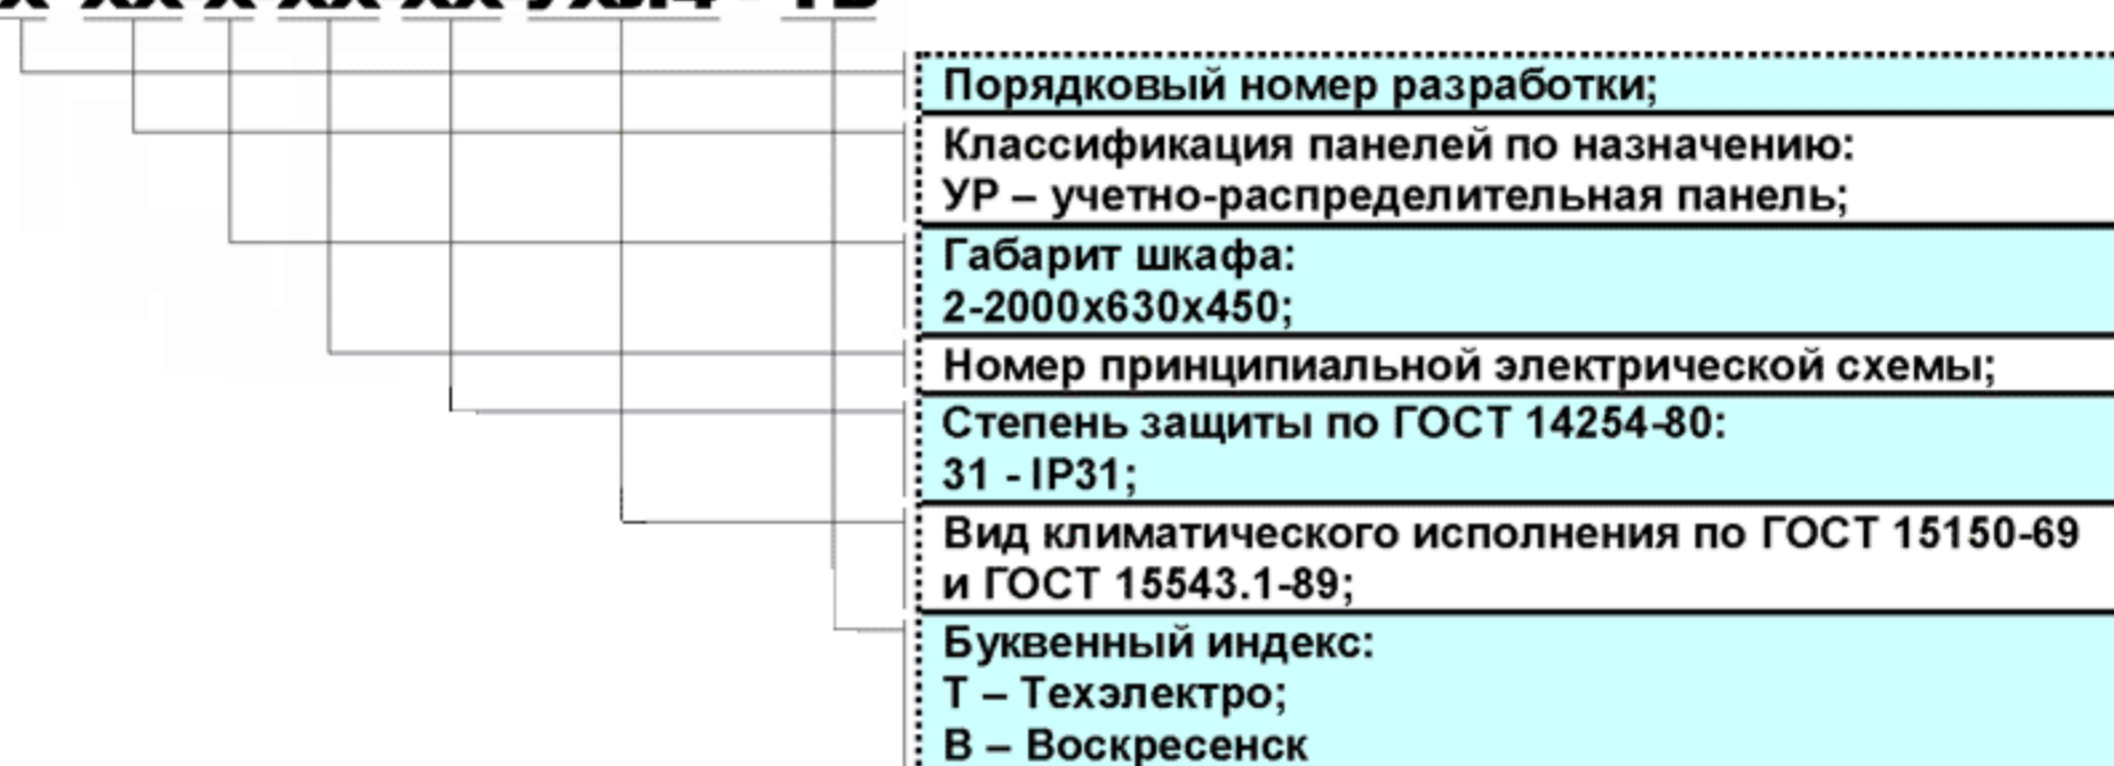 Порядковый номер разработки;
Классификация панелей по назначению:
УР – учетно-распределительная панель;
Габарит шкафа:
2-2000х630х450;
Номер принципиальной электрической схемы;
Степень защиты по ГОСТ 14254-80:
31 - IP31;
Вид климатического исполнения по ГОСТ 15150-69
и ГОСТ 15543.1-89;
Буквенный индекс:
Т – Техэлектро;
В – Воскресенск